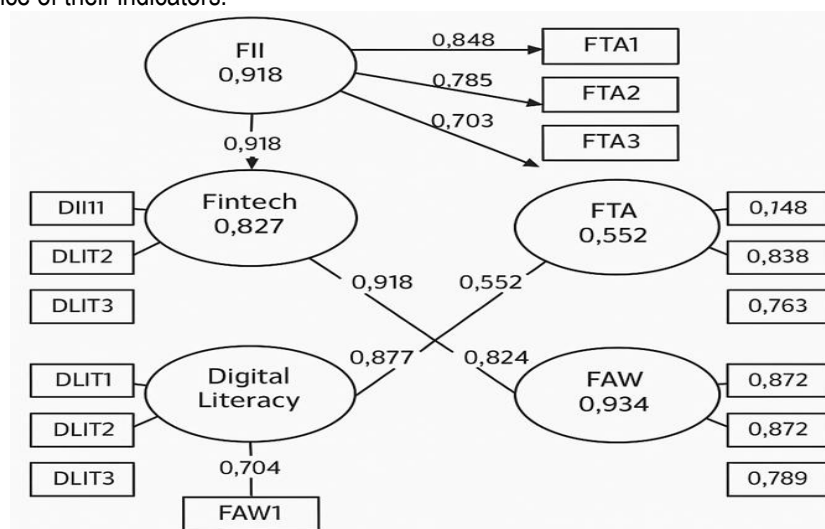 nce of their indicators.
FII
0,918
0,848
FTA1
0,785
FTA2
0,703
FTA3
0,918
DII11
DLIT2
DLIT3
Fintech
0,827
FTA
0,552
0,148
0,838
0,763
0,918
0,552
0,877
0,824
DLIT1
DLIT2
DLIT3
Digital
Literacy
FAW
0,934
0,872
0,872
0,789
0,704
FAW1